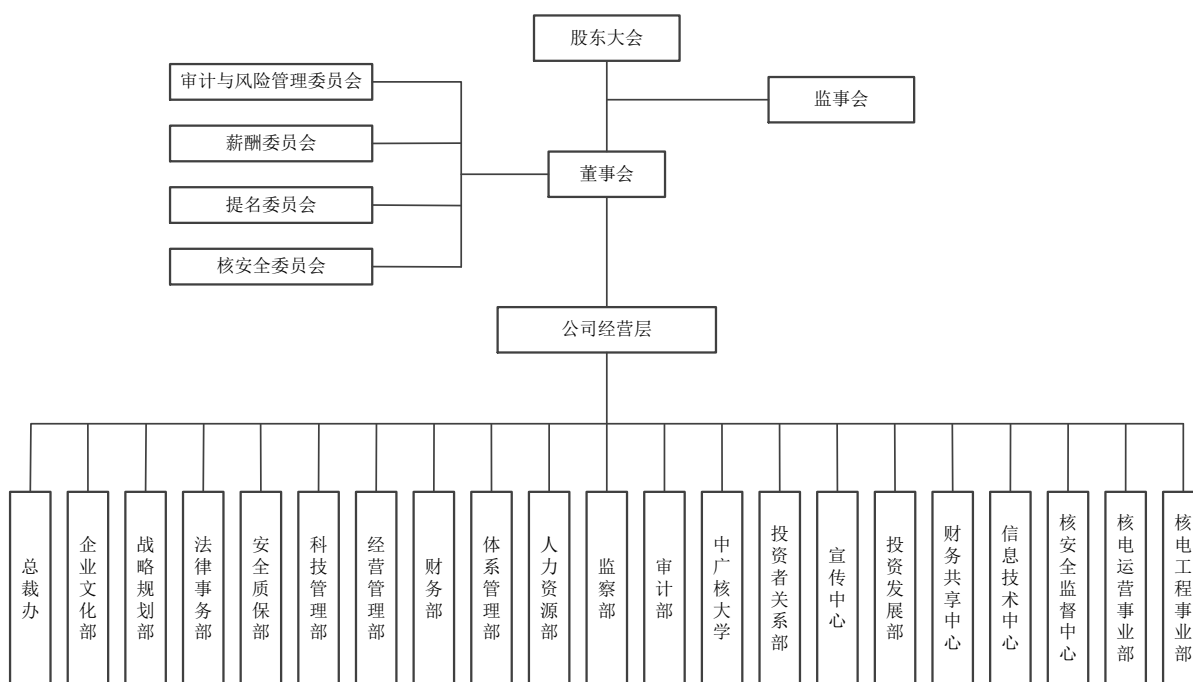 股东大会
审计与风险管理委员会
监事会
薪酬委员会
董事会
提名委员会
核安全委员会
公司经营层
总裁办
企业文化部
战略规划部
法律事务部
安全质保部
科技管理部
经营管理部
财务部
体系管理部
人力资源部
监察部
审计部
中广核大学
投资者关系部
宣传中心
投资发展部
财务共享中心
信息技术中心
核安全监督中心
核电运营事业部
核电工程事业部